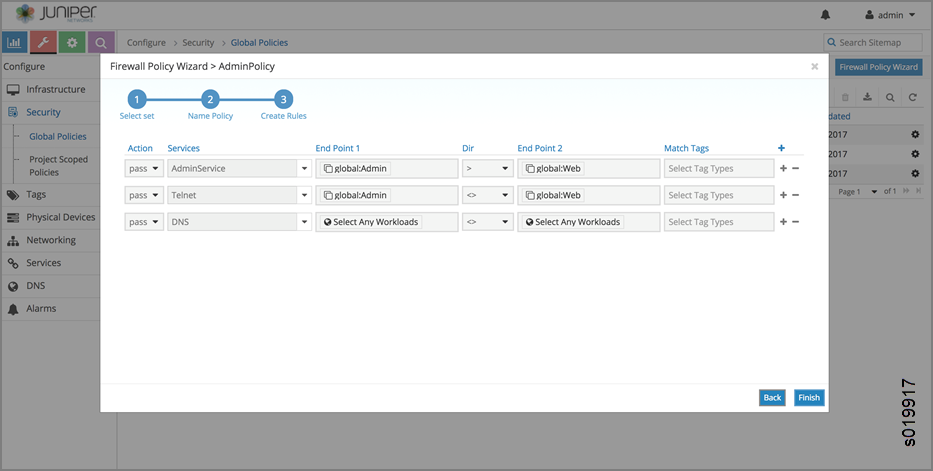 JUNIPER
NETWORKS
admin
Configure > Security > Global Policies
Search Sitemap
Configure
Infrastructure
Security
Global Policies
Project Scoped
Policies
Tags
Physical Devices
Networking
Services
DNS
Alarms
Firewall Policy Wizard
dated
2017
2017
2017
Page 1 of 1
Firewall Policy Wizard > AdminPolicy
1 2 3
Select set Name Policy Create Rules
Action Services End Point 1 Dir End Point 2 Match Tags +
pass AdminService global:Admin > global:Web Select Tag Types + −
pass Telnet global:Admin <> global:Web Select Tag Types + −
pass DNS Select Any Workloads <> Select Any Workloads Select Tag Types + −
Back Finish
s019917